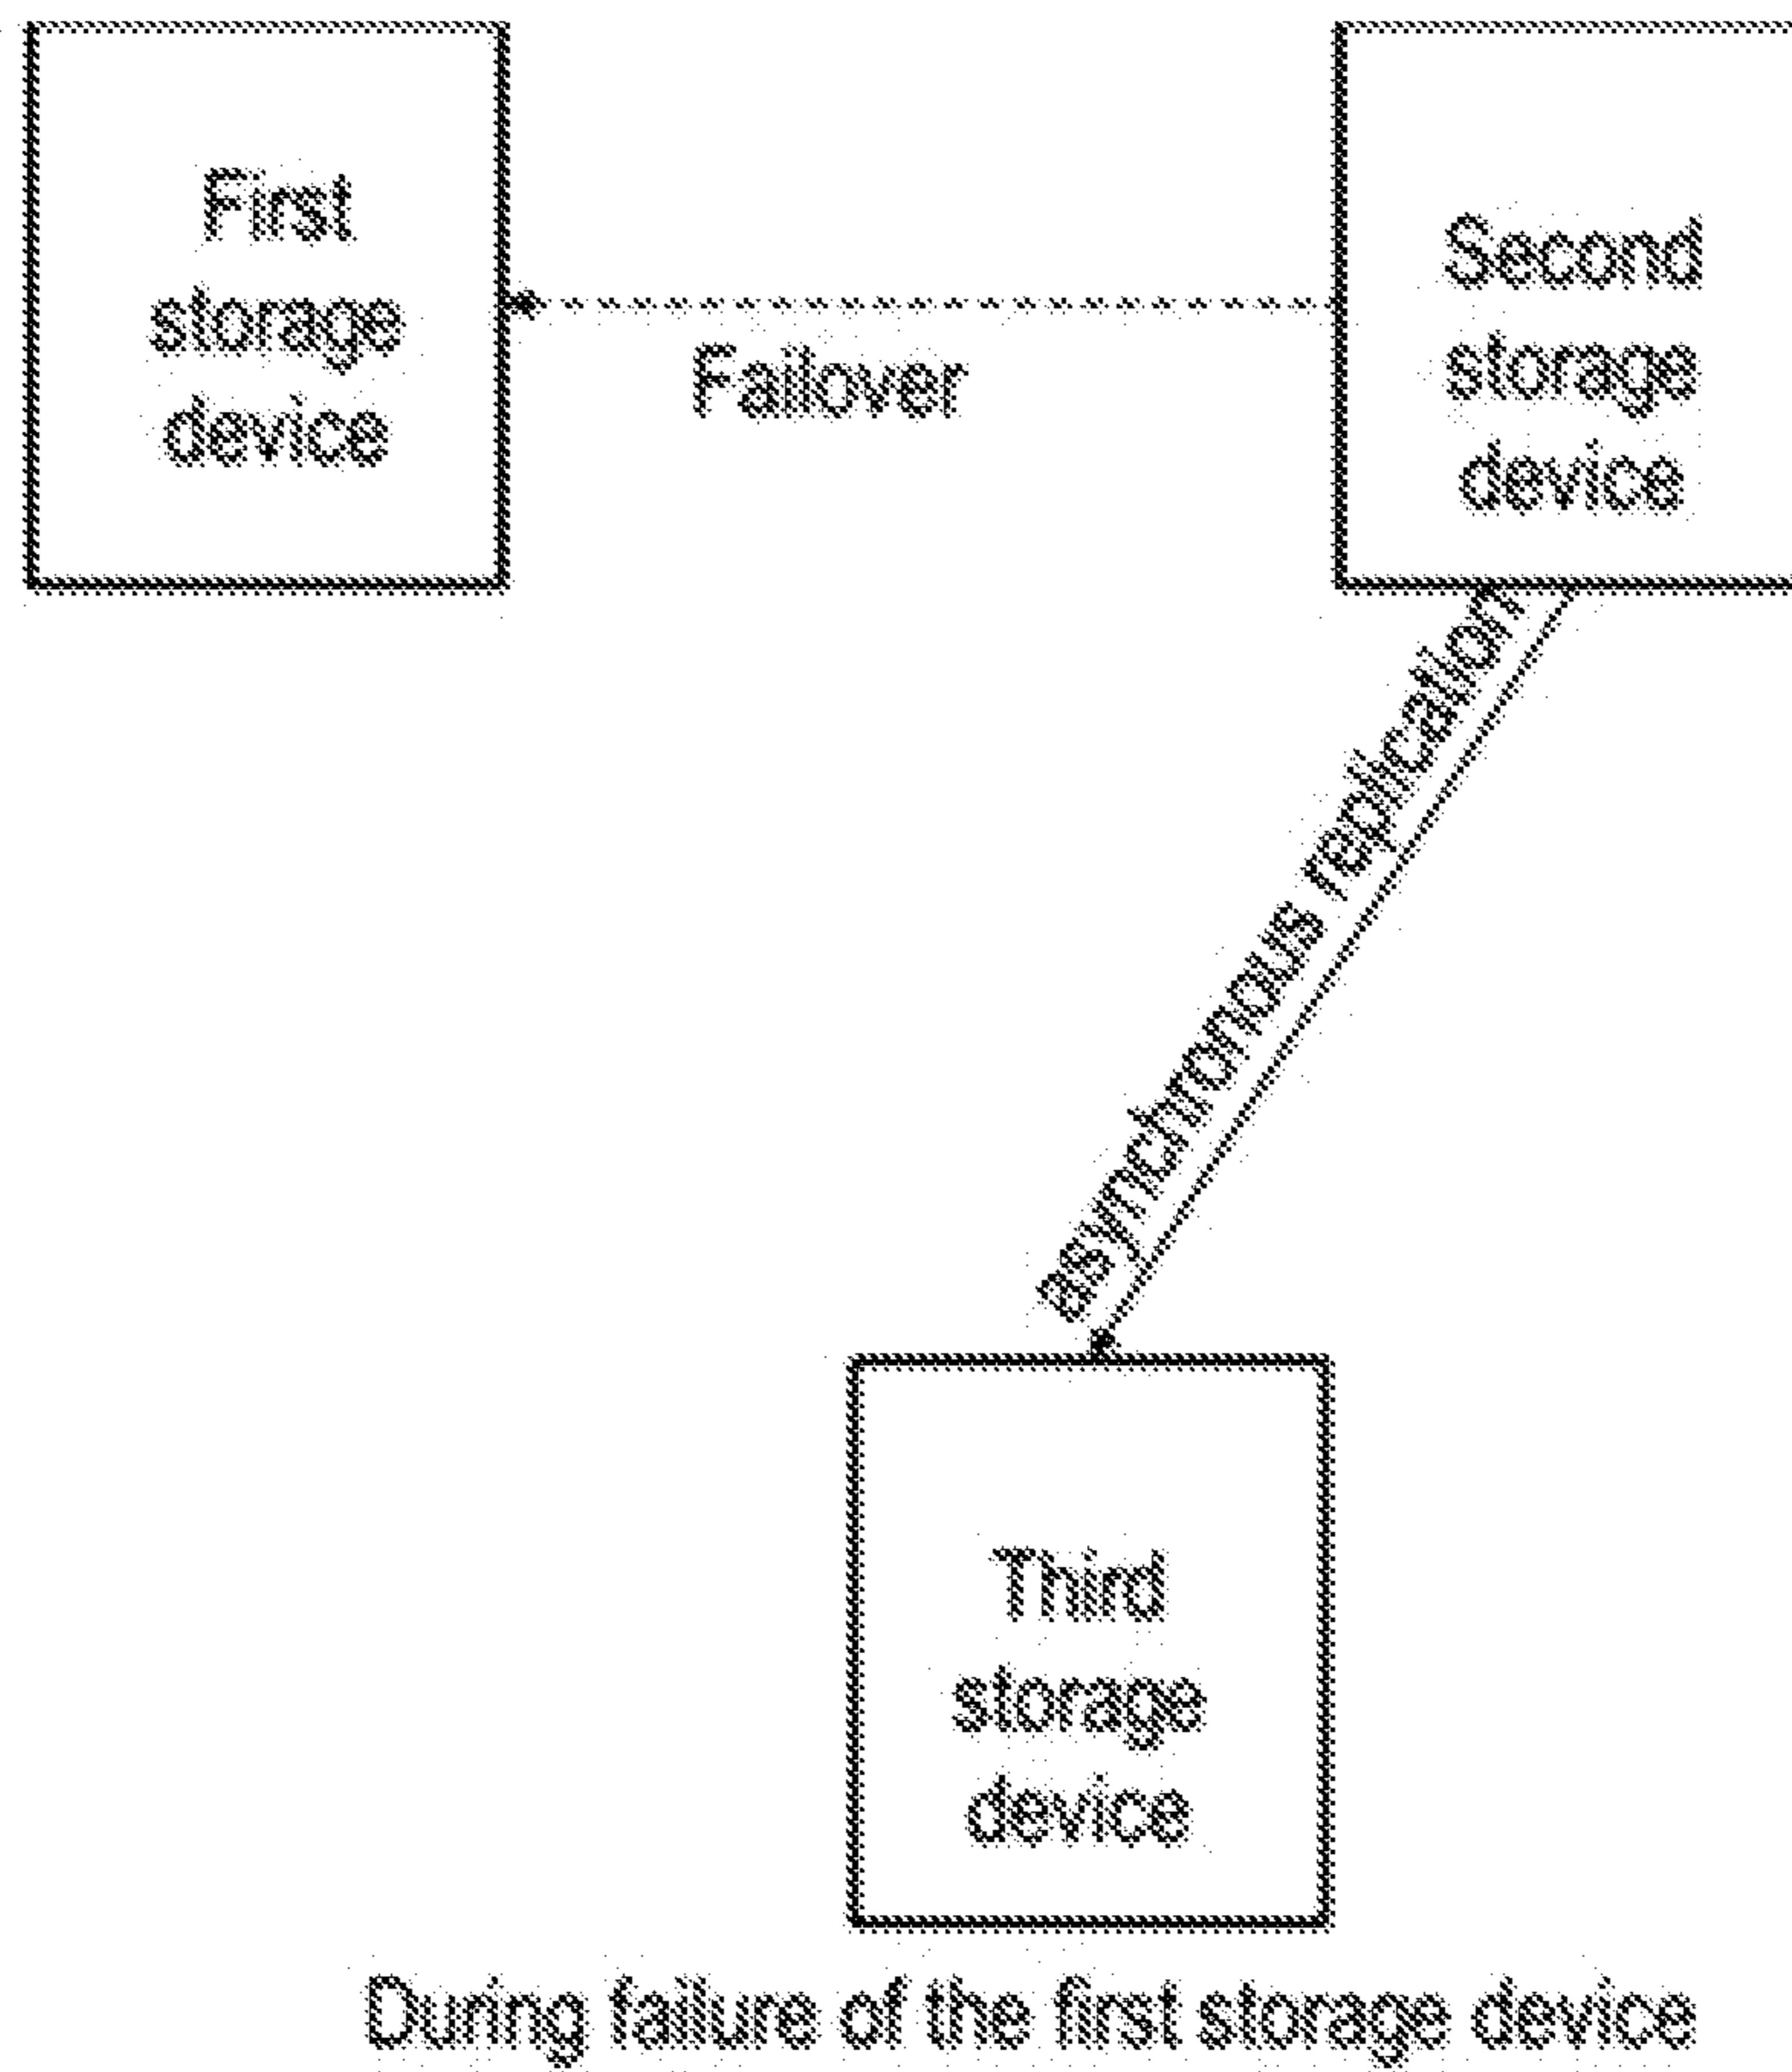 First
storage
device
Failover
Second
storage
device
asynchronous replication
Third
storage
device
During failure of the first storage device